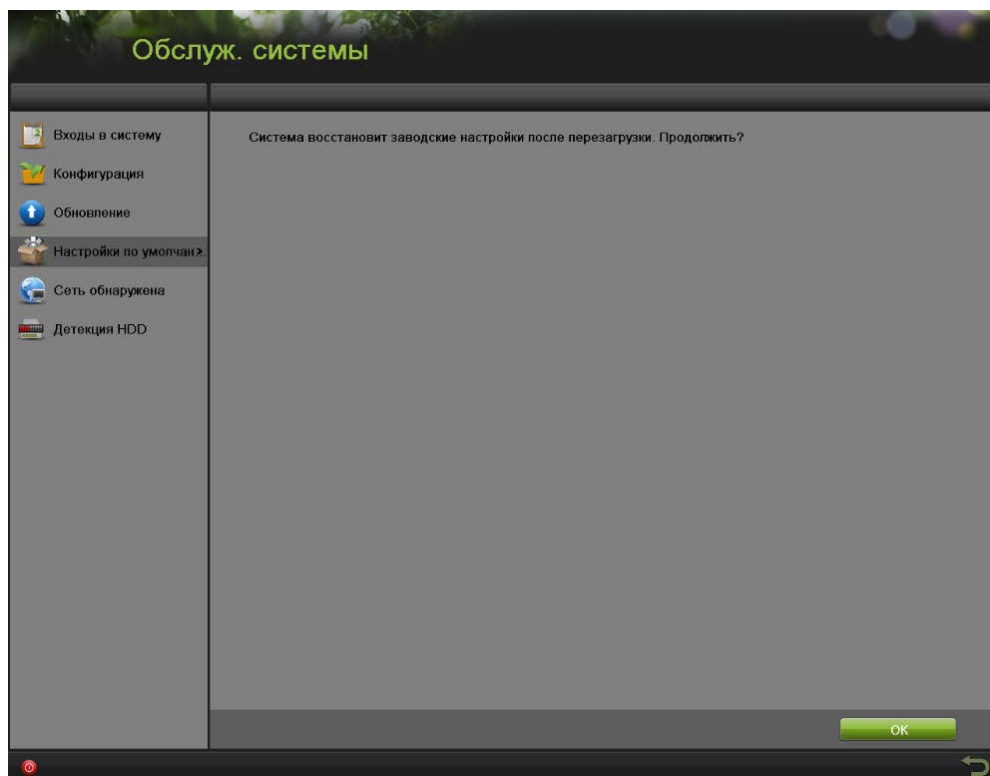 Обслуж. системы
Входы в систему
Система восстановит заводские настройки после перезагрузки. Продолжить?
Конфигурация
Обновление
Настройки по умолчан>.
Сеть обнаружена
Детекция HDD
OK